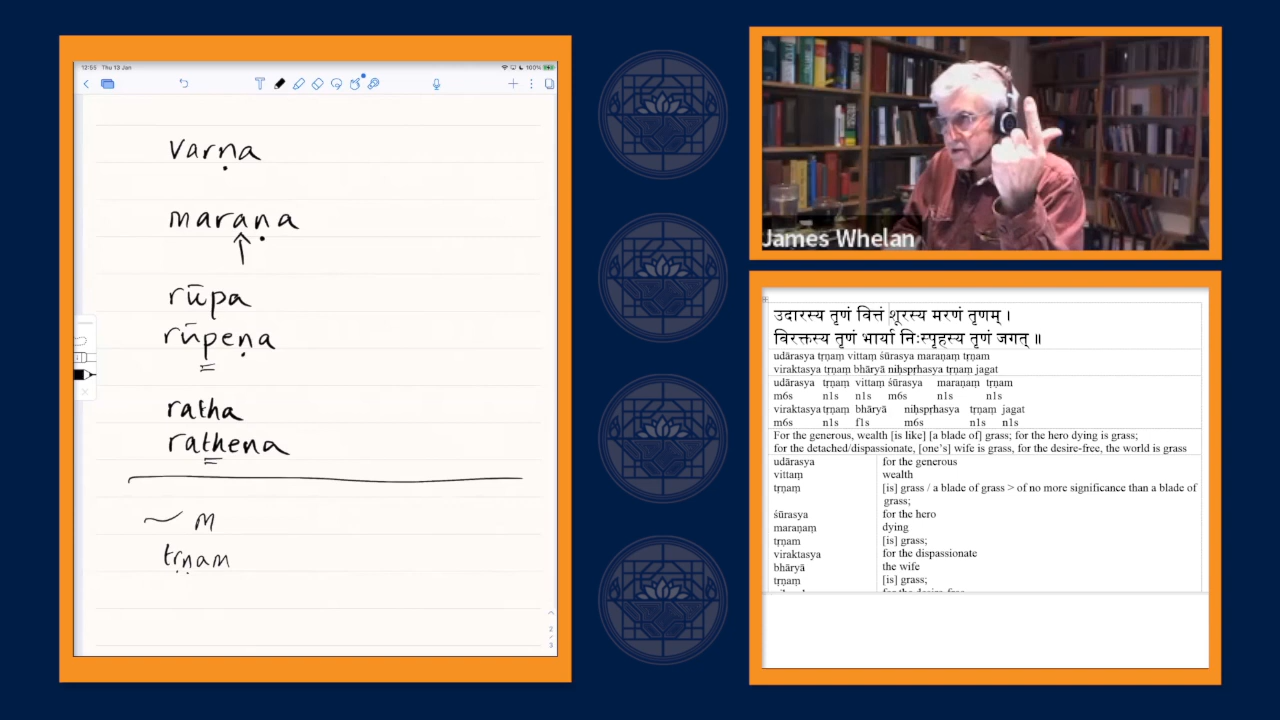 12:55 Thu 13 Jan
100%
varṇa
maraṇa
rūpa
rūpeṇa
ratha
rathena
m
tṛṇam
2
3
James Whelan
उदारस्य तृणं वित्तं शूरस्य मरणं तृणम् ।
विरक्तस्य तृणं भार्या निःस्पृहस्य तृणं जगत् ॥
udārasya tṛṇaṃ vittaṃ śūrasya maraṇaṃ tṛṇam
viraktasya tṛṇaṃ bhāryā niḥspṛhasya tṛṇaṃ jagat
udārasya tṛṇaṃ vittaṃ śūrasya maraṇaṃ tṛṇam
m6s n1s n1s m6s n1s n1s
viraktasya tṛṇaṃ bhāryā niḥspṛhasya tṛṇaṃ jagat
m6s n1s f1s m6s n1s n1s
For the generous, wealth [is like] [a blade of] grass; for the hero dying is grass;
for the detached/dispassionate, [one’s] wife is grass, for the desire-free, the world is grass
udārasya for the generous
vittaṃ wealth
tṛṇaṃ [is] grass / a blade of grass > of no more significance than a blade of
grass;
śūrasya for the hero
maraṇaṃ dying
tṛṇam [is] grass;
viraktasya for the dispassionate
bhāryā the wife
tṛṇaṃ [is] grass;